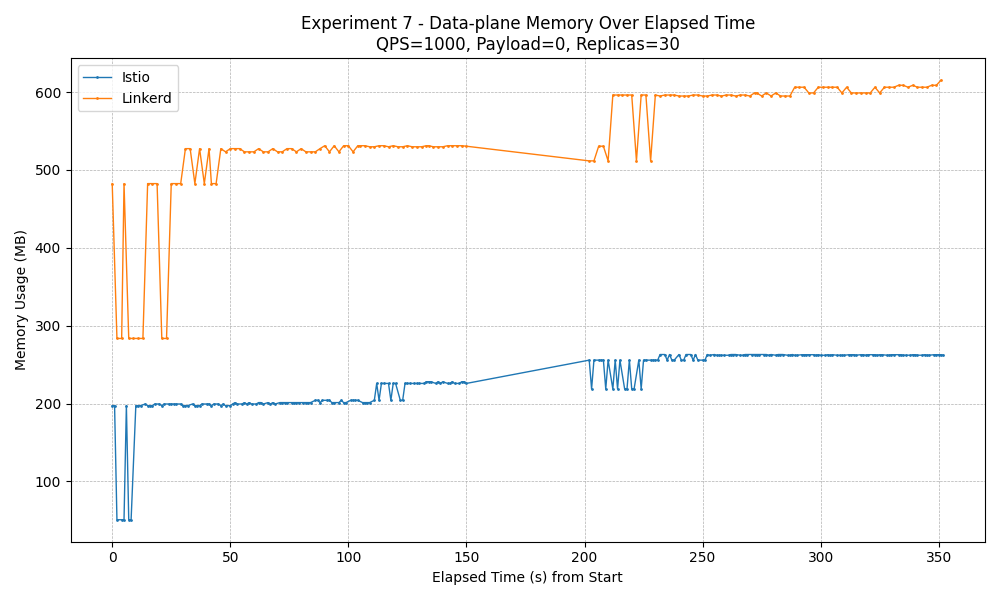 Experiment 7 - Data-plane Memory Over Elapsed Time
QPS=1000, Payload=0, Replicas=30
Istio
Linkerd
Memory Usage (MB)
600
500
400
300
200
100
0 50 100 150 200 250 300 350
Elapsed Time (s) from Start